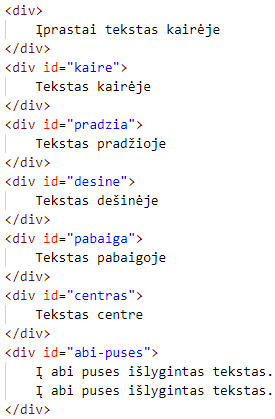 <div>
    Įprastai tekstas kairėje
</div>
<div id="kaire">
    Tekstas kairėje
</div>
<div id="pradzia">
    Tekstas pradžioje
</div>
<div id="desine">
    Tekstas dešinėje
</div>
<div id="pabaiga">
    Tekstas pabaigoje
</div>
<div id="centras">
    Tekstas centre
</div>
<div id="abi-puses">
    Į abi puses išlygintas tekstas.
    Į abi puses išlygintas tekstas.
</div>